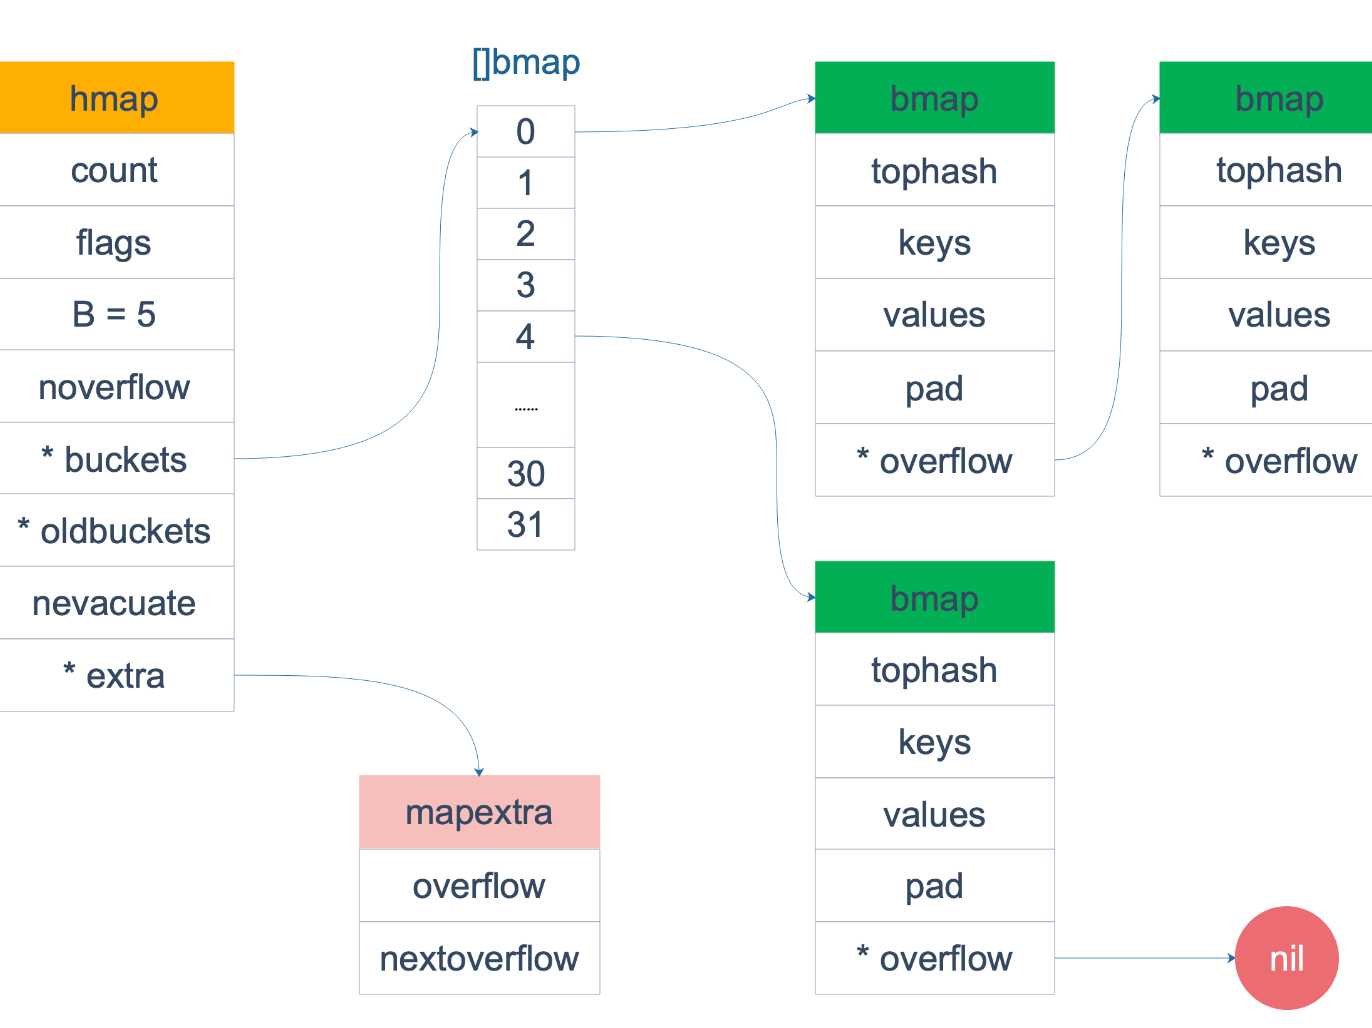 hmap
count
flags
B = 5
noverflow
* buckets
* oldbuckets
nevacuate
* extra
[]bmap
0
1
2
3
4
......
30
31
bmap
tophash
keys
values
pad
* overflow
bmap
tophash
keys
values
pad
* overflow
bmap
tophash
keys
values
pad
* overflow
nil
mapextra
overflow
nextoverflow